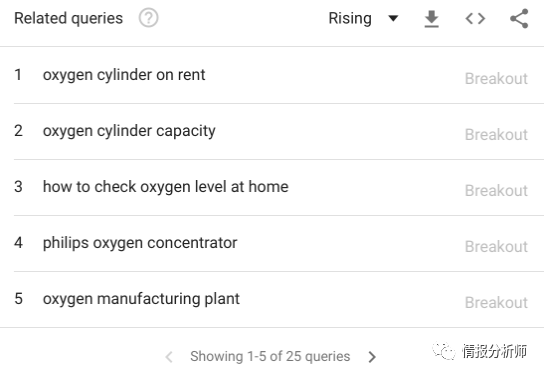 Related queries ? Rising
1 oxygen cylinder on rent Breakout
2 oxygen cylinder capacity Breakout
3 how to check oxygen level at home Breakout
4 philips oxygen concentrator Breakout
5 oxygen manufacturing plant Breakout
Showing 1-5 of 25 queries
情报分析师